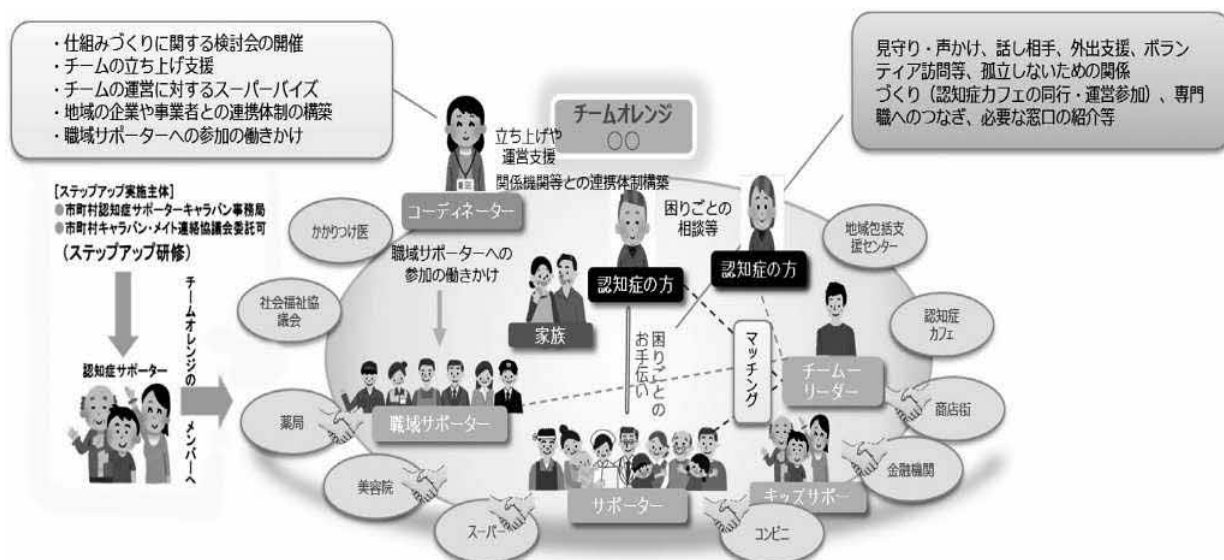 ・仕組みづくりに関する検討会の開催
・チームの立ち上げ支援
・チームの運営に対するスーパーバイズ
・地域の企業や事業者との連携体制の構築
・職域サポーターへの参加の働きかけ
見守り・声かけ、話し相手、外出支援、ボラン
ティア訪問等、孤立しないための関係
づくり（認知症カフェの同行・運営参加）、専門
職へのつなぎ、必要な窓口の紹介等
チームオレンジ
○○
立ち上げや
運営支援
関係機関等との連携体制構築
コーディネーター
[ステップアップ実施主体]
●市町村認知症サポーターキャラバン事務局
●市町村キャラバン・メイト連絡協議会委託可
(ステップアップ研修)
チームオレンジの メンバーへ
認知症サポーター
かかりつけ医
社会福祉協
議会
薬局
美容院
スーパー
コンビニ
金融機関
商店街
認知症
カフェ
地域包括支
援センター
職域サポーターへの
参加の働きかけ
困りごとの
相談等
認知症の方
認知症の方
家族
困りごとの
お手伝い
マッチング
チームー
リーダー
職域サポーター
サポーター
キッズサポー